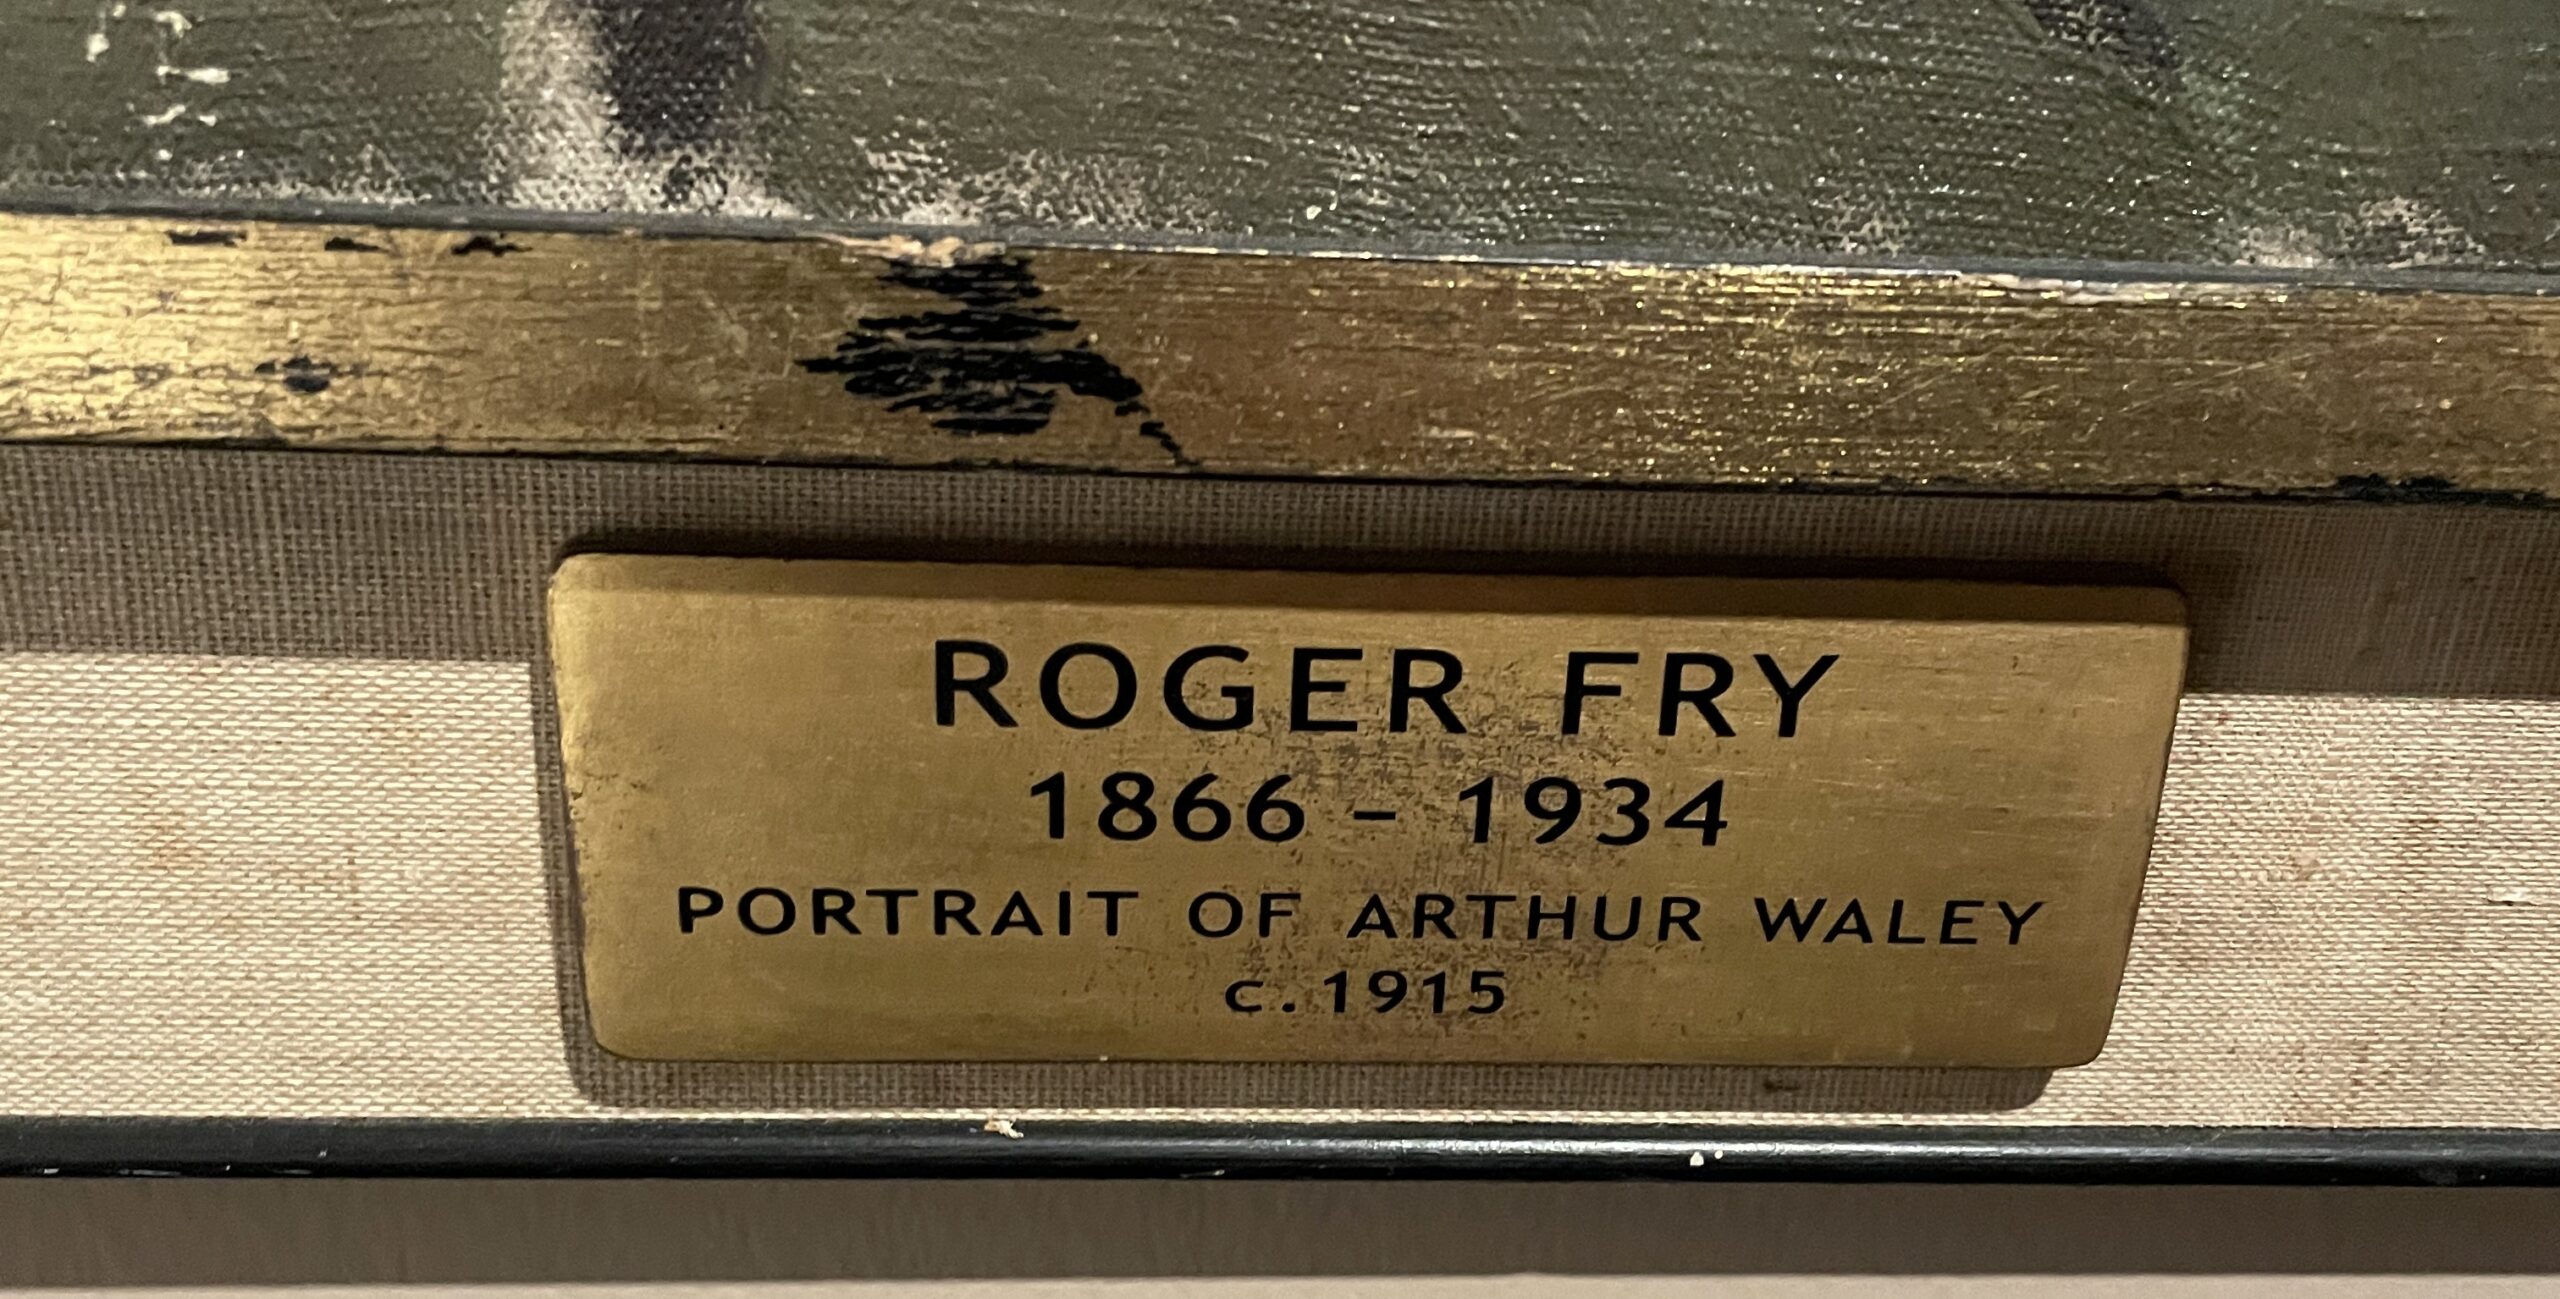 ROGER FRY
1866 - 1934
PORTRAIT OF ARTHUR WALEY
c.1915